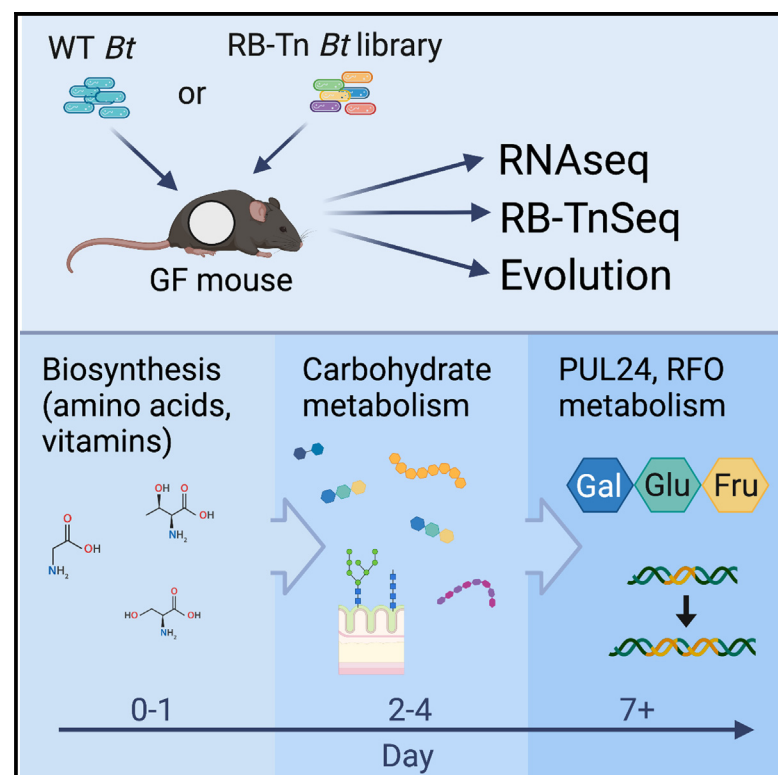 WT Bt
or
RB-Tn Bt library
GF mouse
RNAseq
RB-TnSeq
Evolution
Biosynthesis
(amino acids,
vitamins)
O
OH
NH₂
OH
O
OH
NH₂
O
HO
OH
NH₂
0-1
Carbohydrate
metabolism
2-4
PUL24, RFO
metabolism
Gal Glu Fru
7+
Day